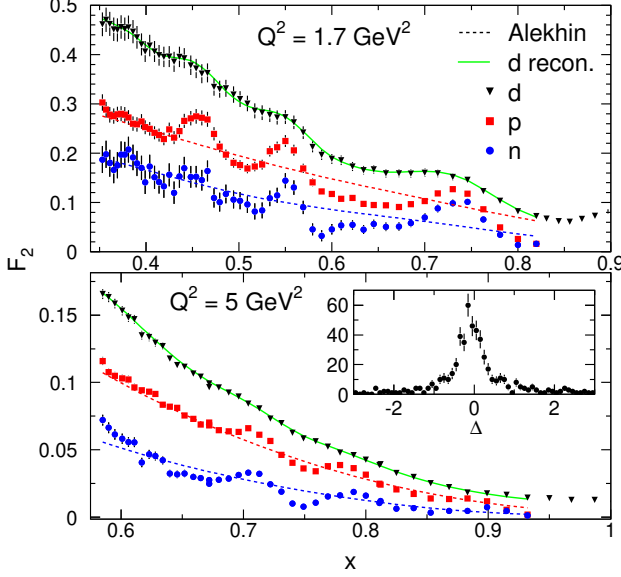 0.5
0.4
0.3
0.2
0.1
0
Q² = 1.7 GeV²
Alekhin
d recon.
d
p
n
0.4 0.5 0.6 0.7 0.8 0.9
F₂
0.15
0.1
0.05
0
Q² = 5 GeV²
60
40
20
0
-2 0 2
Δ
0.6 0.7 0.8 0.9 1
x